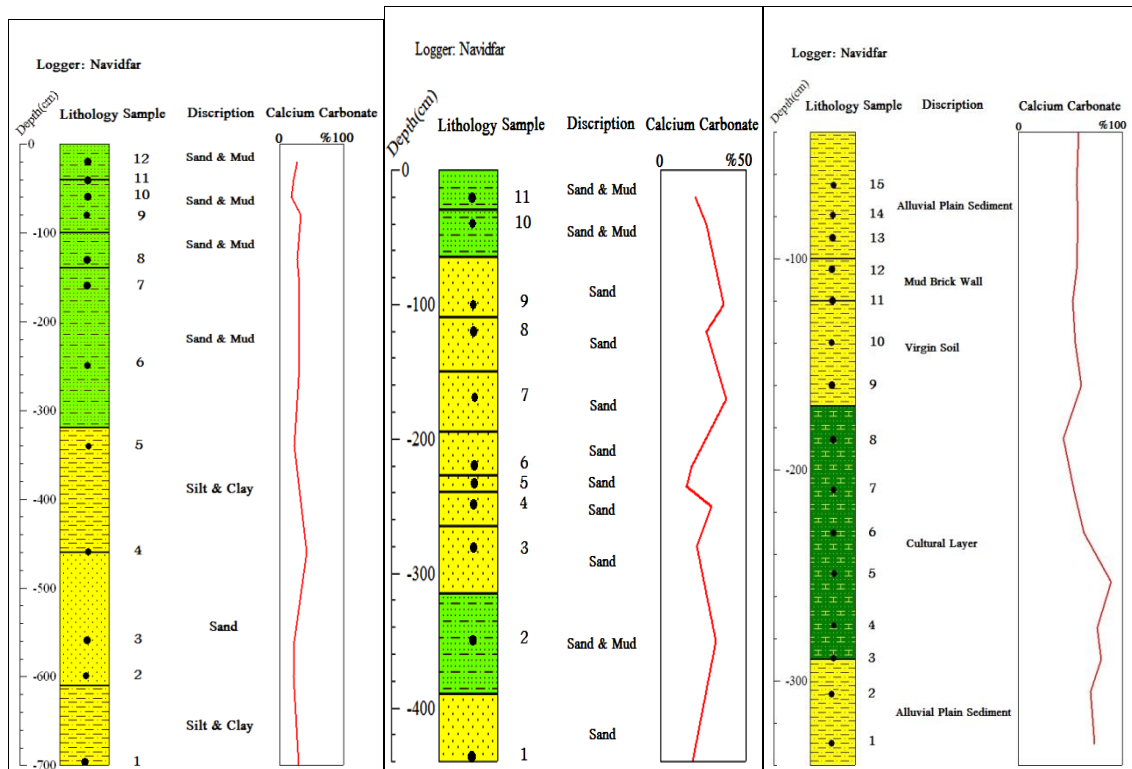 Logger: Navidfar
Depth(cm) Lithology Sample Discription Calcium Carbonate
0 %100
0
12 Sand & Mud
11
10 Sand & Mud
9
-100
Sand & Mud
8
7
-200
Sand & Mud
6
-300
5
-400
Silt & Clay
4
-500
Sand
3
-600
2
Silt & Clay
-700
1
Logger: Navidfar
Depth(cm) Lithology Sample Discription Calcium Carbonate
0 %50
0
11 Sand & Mud
10 Sand & Mud
Sand
-100
9
8
Sand
7
Sand
-200
Sand
6
5 Sand
4 Sand
3
Sand
-300
2 Sand & Mud
-400
Sand
1
Logger: Navidfar
Depth(cm) Lithology Sample Discription Calcium Carbonate
0 %100
15
Alluvial Plain Sediment
14
13
-100
12
Mud Brick Wall
11
10 Virgin Soil
9
8
-200
7
6
Cultural Layer
5
4
3
-300
2
Alluvial Plain Sediment
1